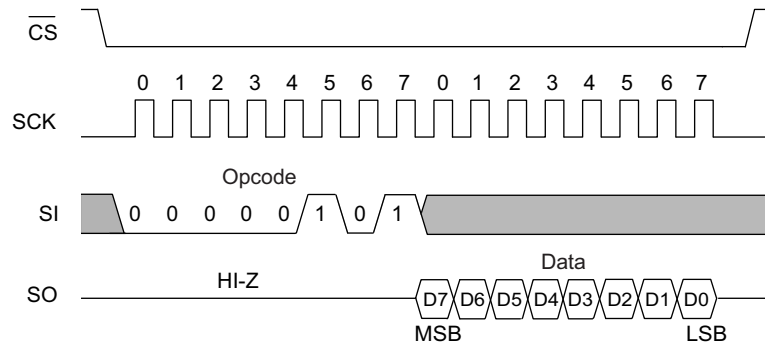 C̅S̅
0 1 2 3 4 5 6 7 0 1 2 3 4 5 6 7
SCK
Opcode
SI 0 0 0 0 0 1 0 1
Data
HI-Z
SO D7 D6 D5 D4 D3 D2 D1 D0
MSB LSB